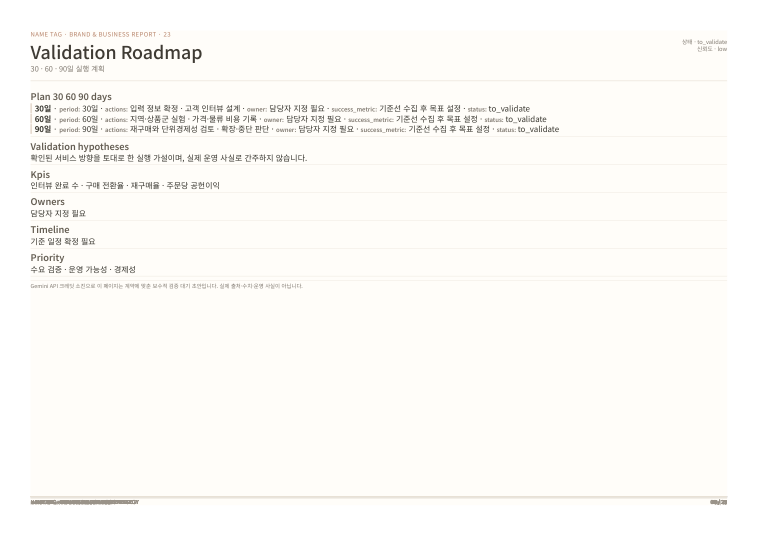 NAME TAG · BRAND & BUSINESS REPORT · 23
Validation Roadmap
30 · 60 · 90일 실행 계획
상태 · to_validate
신뢰도 · low
Plan 30 60 90 days
30일 · period: 30일 · actions: 입력 정보 확정 · 고객 인터뷰 설계 · owner: 담당자 지정 필요 · success_metric: 기준선 수집 후 목표 설정 · status: to_validate
60일 · period: 60일 · actions: 지역·상품군 실험 · 가격·물류 비용 기록 · owner: 담당자 지정 필요 · success_metric: 기준선 수집 후 목표 설정 · status: to_validate
90일 · period: 90일 · actions: 재구매와 단위경제성 검토 · 확장·중단 판단 · owner: 담당자 지정 필요 · success_metric: 기준선 수집 후 목표 설정 · status: to_validate
Validation hypotheses
확인된 서비스 방향을 토대로 한 실행 가설이며, 실제 운영 사실로 간주하지 않습니다.
Kpis
인터뷰 완료 수 · 구매 전환율 · 재구매율 · 주문당 공헌이익
Owners
담당자 지정 필요
Timeline
기준 일정 확정 필요
Priority
수요 검증 · 운영 가능성 · 경제성
Gemini API 크레딧 소진으로 이 페이지는 계약에 맞춘 보수적 검증 대기 초안입니다. 실제 출처·수치·운영 사실이 아닙니다.